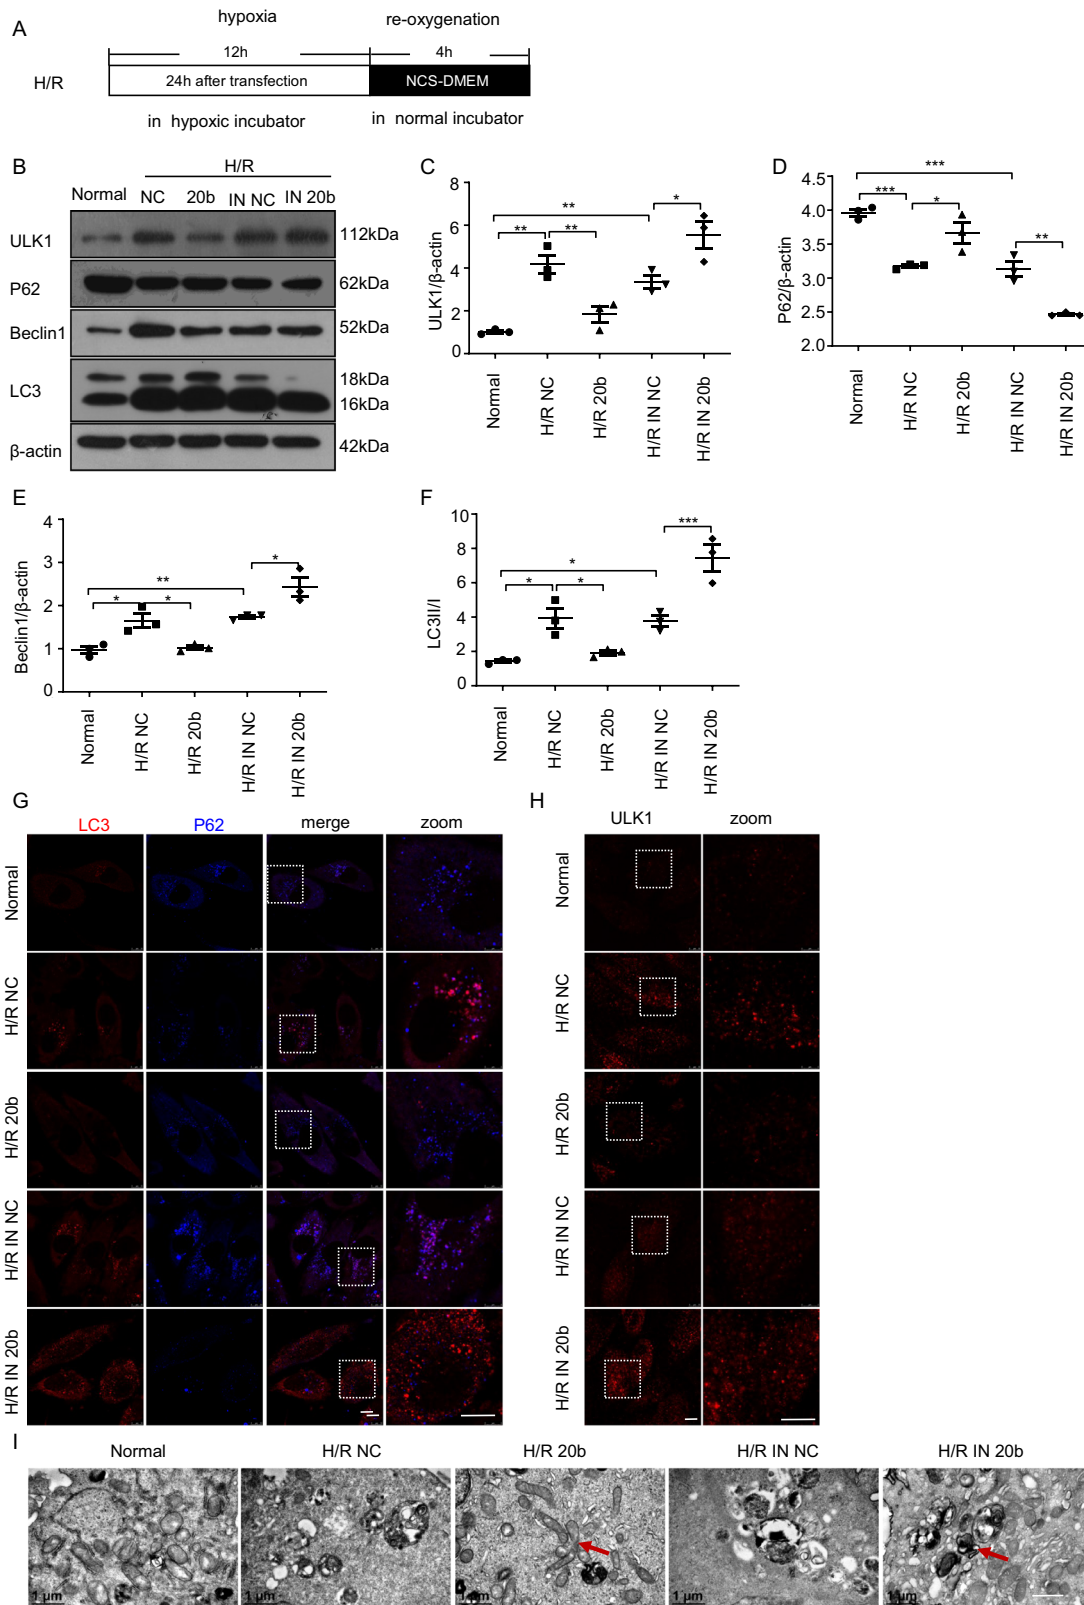 A
hypoxia
re-oxygenation
12h
4h
H/R
24h after transfection
NCS-DMEM
in hypoxic incubator
in normal incubator
B
H/R
Normal
NC
20b
IN NC
IN 20b
ULK1
112kDa
P62
62kDa
Beclin1
52kDa
LC3
18kDa
16kDa
β-actin
42kDa
C
ULK1/β-actin
8
6
4
2
0
**
**
**
*
Normal
H/R NC
H/R 20b
H/R IN NC
H/R IN 20b
D
P62/β-actin
4.5
4.0
3.5
3.0
2.5
2.0
***
***
*
**
Normal
H/R NC
H/R 20b
H/R IN NC
H/R IN 20b
E
Beclin1/β-actin
4
3
2
1
0
*
**
*
*
Normal
H/R NC
H/R 20b
H/R IN NC
H/R IN 20b
F
LC3II/I
10
8
6
4
2
0
***
*
*
*
Normal
H/R NC
H/R 20b
H/R IN NC
H/R IN 20b
G
LC3
P62
merge
zoom
Normal
H/R NC
H/R 20b
H/R IN NC
H/R IN 20b
H
ULK1
zoom
Normal
H/R NC
H/R 20b
H/R IN NC
H/R IN 20b
I
Normal
H/R NC
H/R 20b
H/R IN NC
H/R IN 20b
1 μm
1 μm
1 μm
1 μm
1 μm